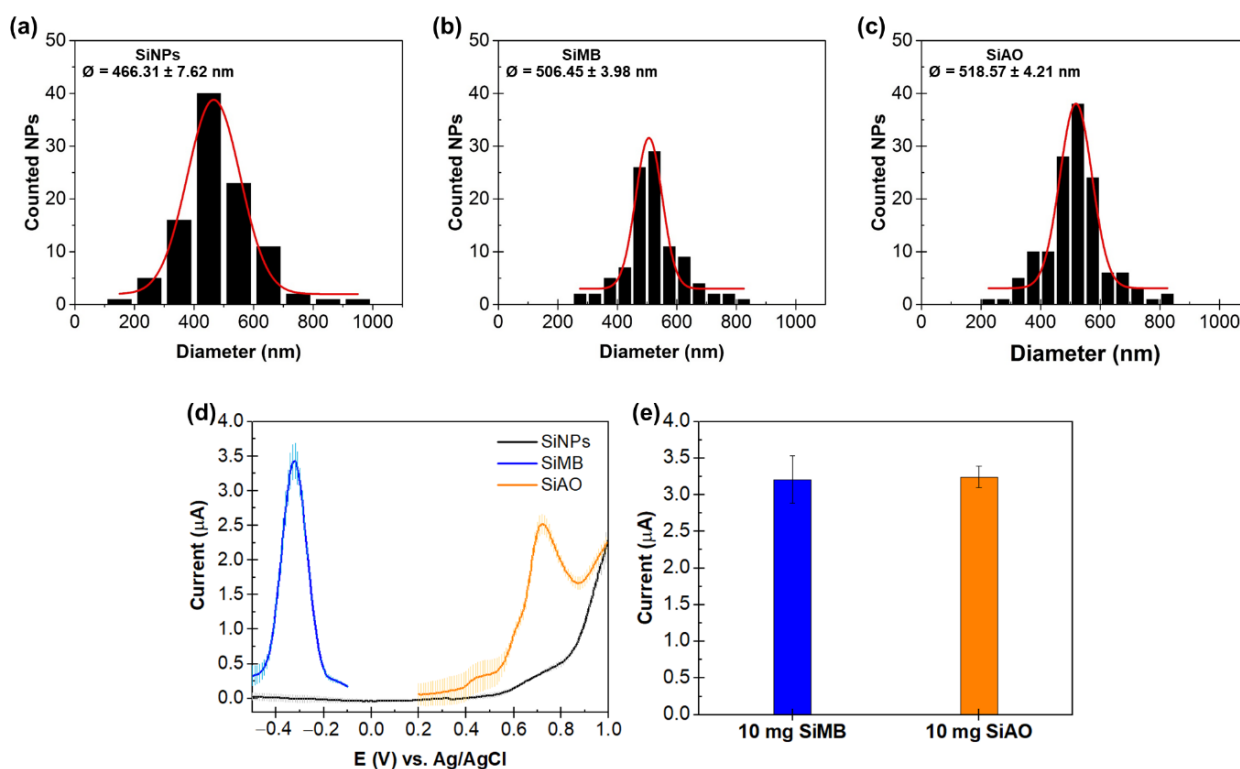 (a)
SiNPs
Ø = 466.31 ± 7.62 nm
Counted NPs
50
40
30
20
10
0
0 200 400 600 800 1000
Diameter (nm)
(b)
SiMB
Ø = 506.45 ± 3.98 nm
Counted NPs
50
40
30
20
10
0
0 200 400 600 800 1000
Diameter (nm)
(c)
SiAO
Ø = 518.57 ± 4.21 nm
Counted NPs
50
40
30
20
10
0
0 200 400 600 800 1000
Diameter (nm)
(d)
SiNPs
SiMB
SiAO
Current (µA)
4.0
3.5
3.0
2.5
2.0
1.5
1.0
0.5
0.0
−0.4 −0.2 0.0 0.2 0.4 0.6 0.8 1.0
E (V) vs. Ag/AgCl
(e)
Current (µA)
4.0
3.5
3.0
2.5
2.0
1.5
1.0
0.5
0.0
10 mg SiMB 10 mg SiAO